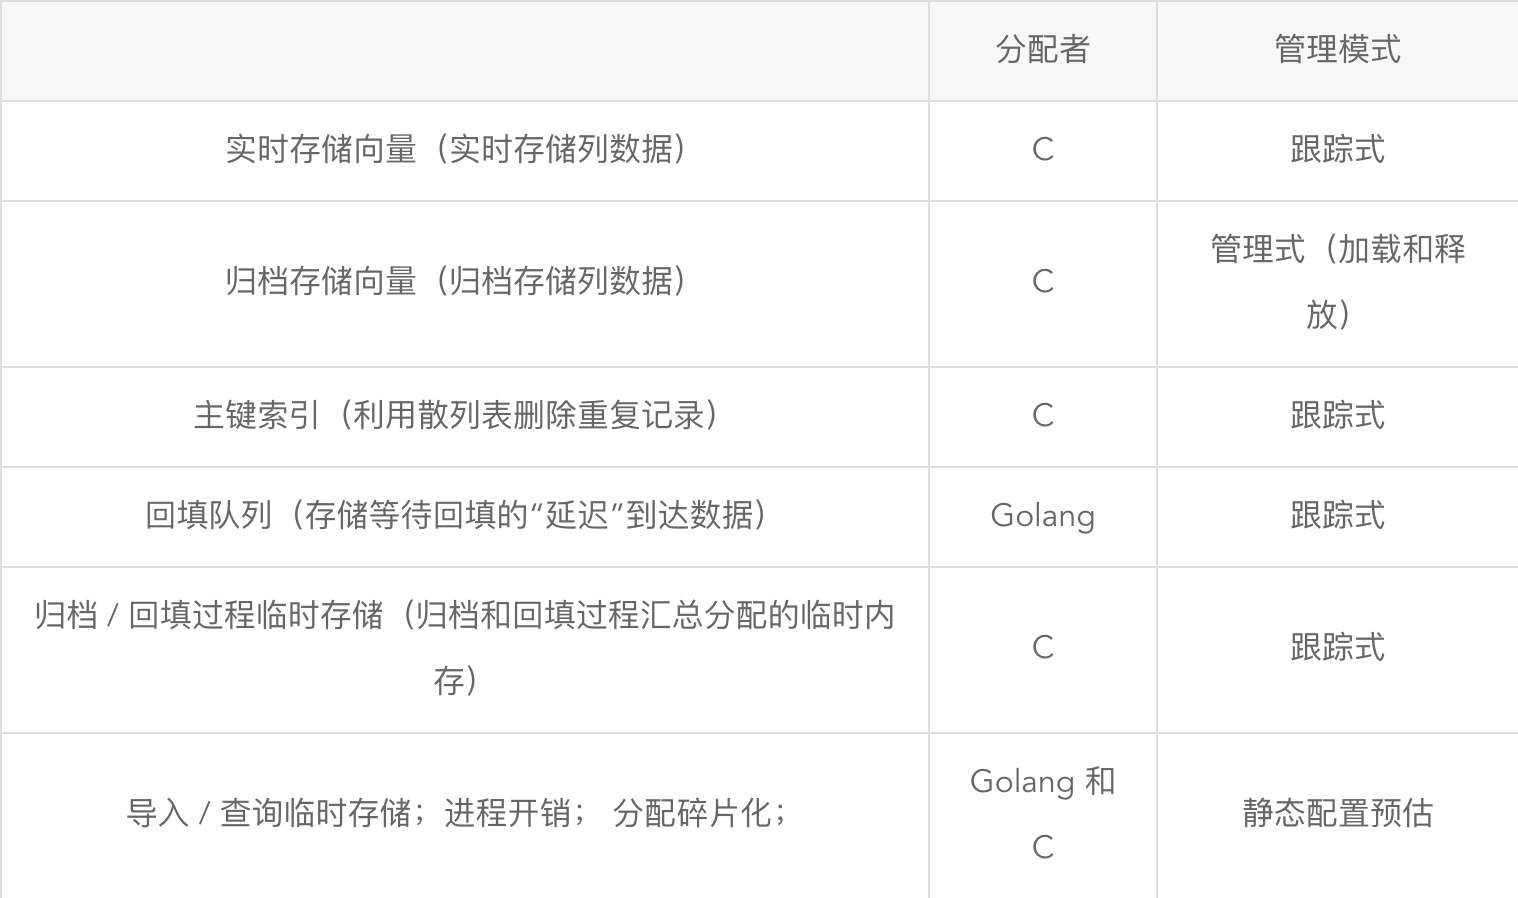 分配者 管理模式
实时存储向量（实时存储列数据） C 跟踪式
归档存储向量（归档存储列数据） C 管理式（加载和释
放）
主键索引（利用散列表删除重复记录） C 跟踪式
回填队列（存储等待回填的“延迟”到达数据） Golang 跟踪式
归档 / 回填过程临时存储（归档和回填过程汇总分配的临时内
存） C 跟踪式
导入 / 查询临时存储；进程开销； 分配碎片化； Golang 和
C 静态配置预估